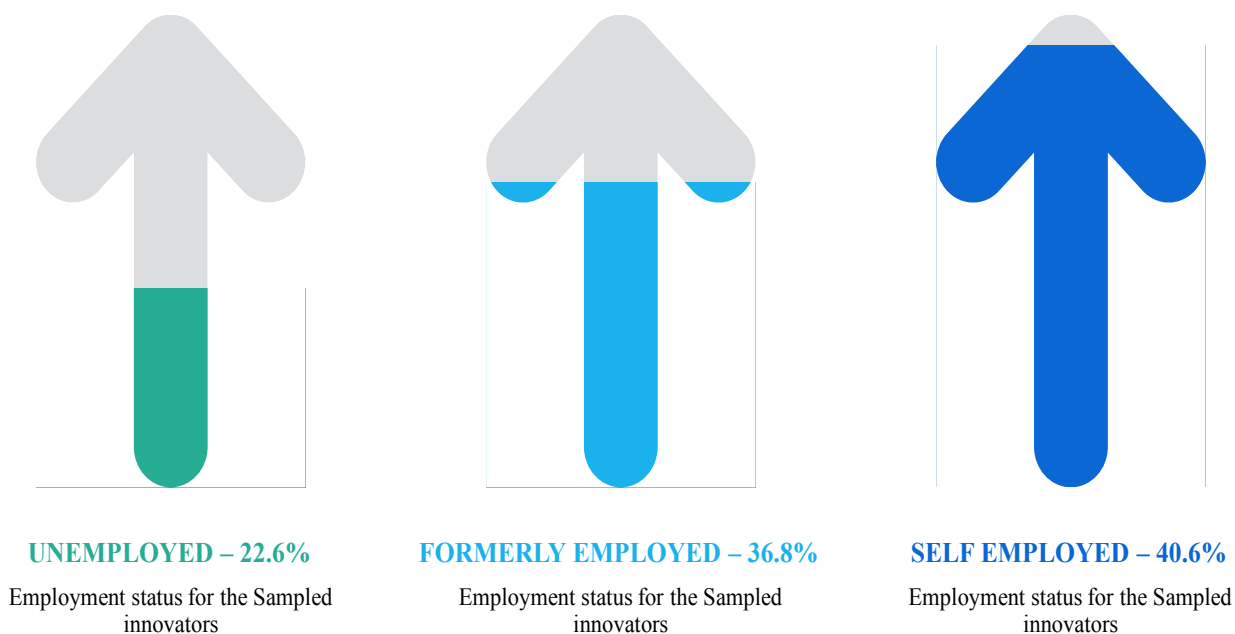 UNEMPLOYED – 22.6%
Employment status for the Sampled
innovators
FORMERLY EMPLOYED – 36.8%
Employment status for the Sampled
innovators
SELF EMPLOYED – 40.6%
Employment status for the Sampled
innovators